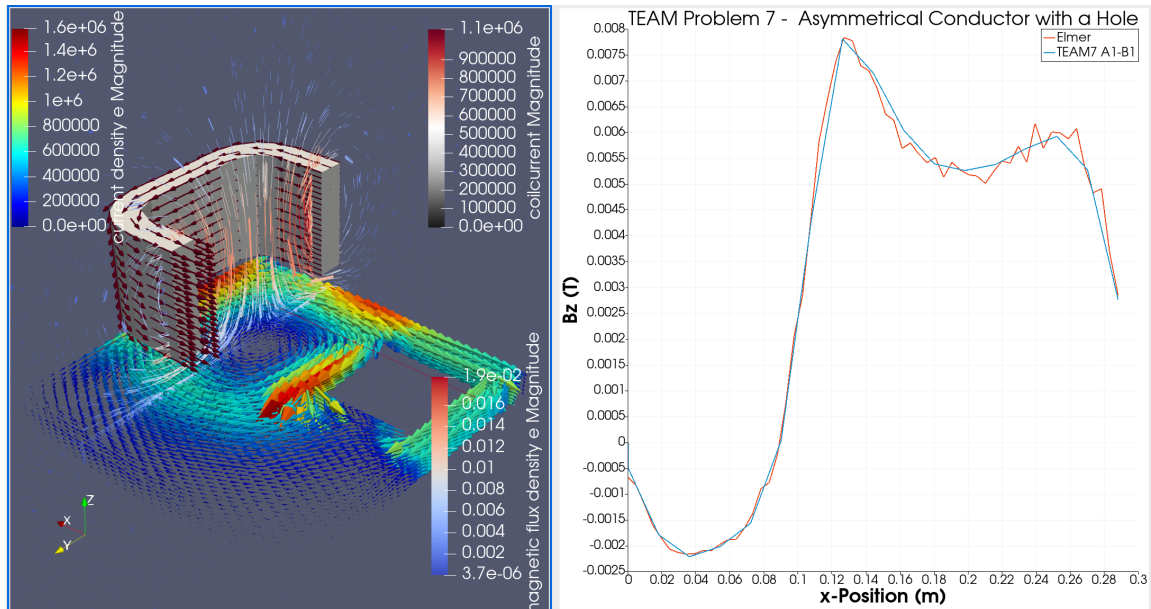 1.6e+06
1.4e+6
1.2e+6
1e+6
800000
600000
400000
200000
0.0e+00
current density e Magnitude
1.1e+06
900000
800000
700000
600000
500000
400000
300000
200000
100000
0.0e+00
coilcurrent Magnitude
1.9e-02
0.016
0.014
0.012
0.01
0.008
0.006
0.004
0.002
3.7e-06
magnetic flux density e Magnitude
Z
X
Y
TEAM Problem 7 - Asymmetrical Conductor with a Hole
Elmer
TEAM7 A1-B1
0.008
0.0075
0.007
0.0065
0.006
0.0055
0.005
0.0045
0.004
0.0035
0.003
0.0025
0.002
0.0015
0.001
0.0005
0
-0.0005
-0.001
-0.0015
-0.002
-0.0025
Bz (T)
0 0.02 0.04 0.06 0.08 0.1 0.12 0.14 0.16 0.18 0.2 0.22 0.24 0.26 0.28 0.3
x-Position (m)